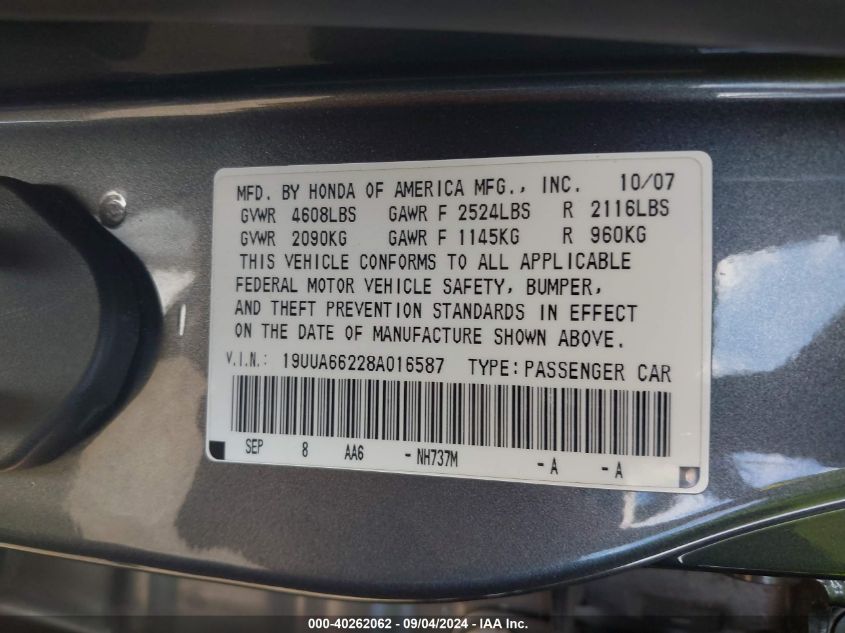 MFD. BY HONDA OF AMERICA MFG., INC. 10/07
GVWR 4608LBS GAWR F 2524LBS R 2116LBS
GVWR 2090KG GAWR F 1145KG R 960KG
THIS VEHICLE CONFORMS TO ALL APPLICABLE
FEDERAL MOTOR VEHICLE SAFETY, BUMPER,
AND THEFT PREVENTION STANDARDS IN EFFECT
ON THE DATE OF MANUFACTURE SHOWN ABOVE.
V.I.N.: 19UUA66228A016587 TYPE: PASSENGER CAR
SEP 8 AA6 - NH737M - A - A
000-40262062 - 09/04/2024 - IAA Inc.